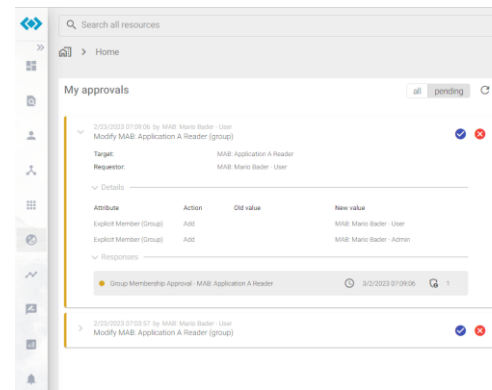 Search all resources
Home
My approvals
all pending
2/23/2023 07:09:06 by MAB: Mario Bader - User
Modify MAB: Application A Reader (group)
Target: MAB: Application A Reader
Requestor: MAB: Mario Bader - User
Details
Attribute Action Old value New value
Explicit Member (Group) Add MAB: Mario Bader - User
Explicit Member (Group) Add MAB: Mario Bader - Admin
Responses
Group Membership Approval - MAB: Application A Reader 3/2/2023 07:09:06 1
2/23/2023 07:03:57 by MAB: Mario Bader - User
Modify MAB: Application A Reader (group)